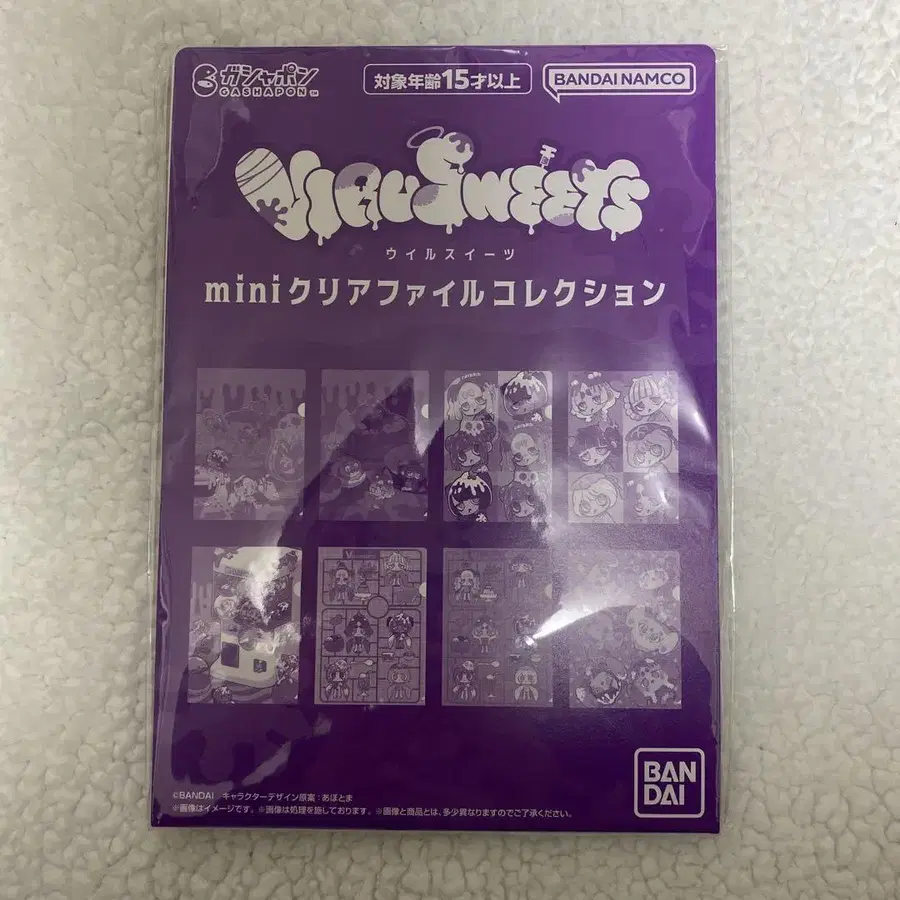 ガシャポン
GASHAPON™
対象年齢15才以上
BANDAI NAMCO
VIRUSWEETS
ウイルスイーツ
miniクリアファイルコレクション
©BANDAI キャラクターデザイン原案:あぼとま
※画像はイメージです。※画像は処理を施しております。※画像と商品とは、多少異なりますのでご了承ください。
BAN
DAI